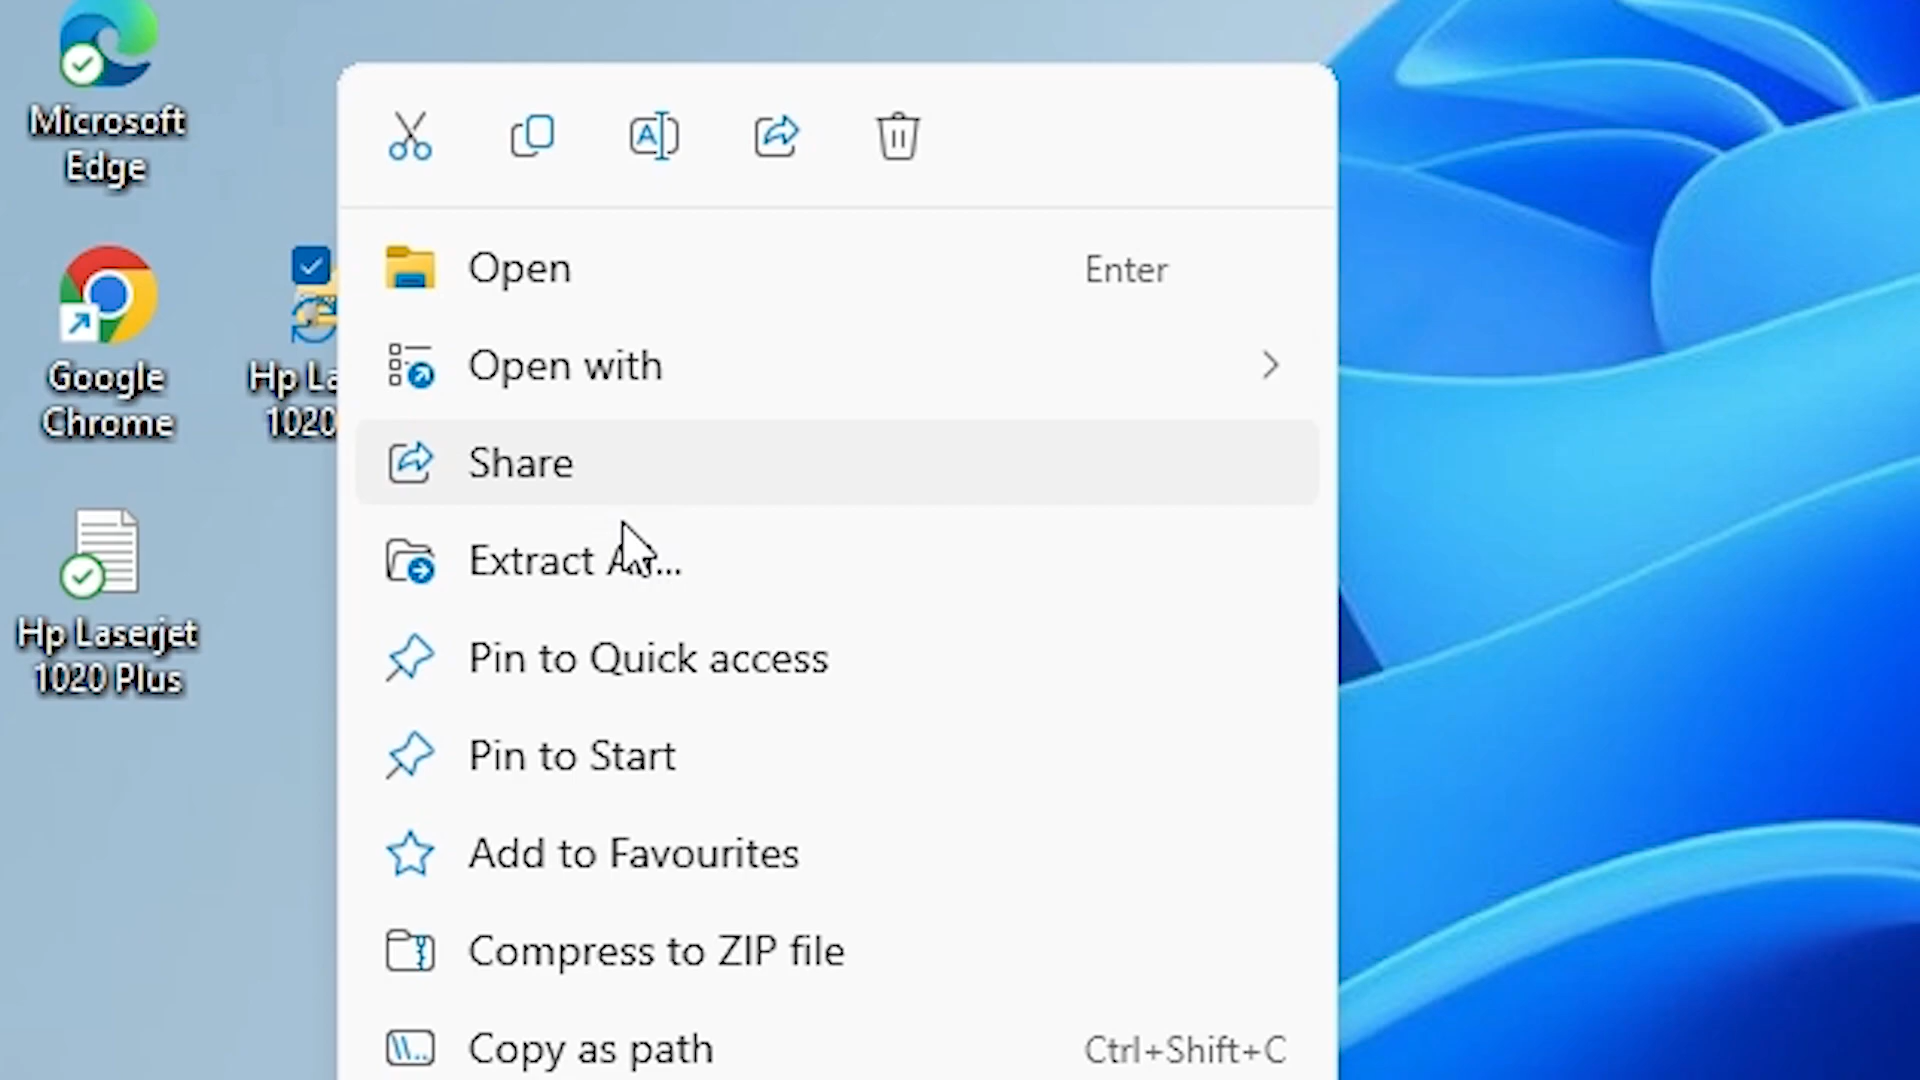 Microsoft
Edge
Google
Chrome
Hp La
1020
Hp Laserjet
1020 Plus
Open Enter
Open with
Share
Extract A...
Pin to Quick access
Pin to Start
Add to Favourites
Compress to ZIP file
Copy as path Ctrl+Shift+C